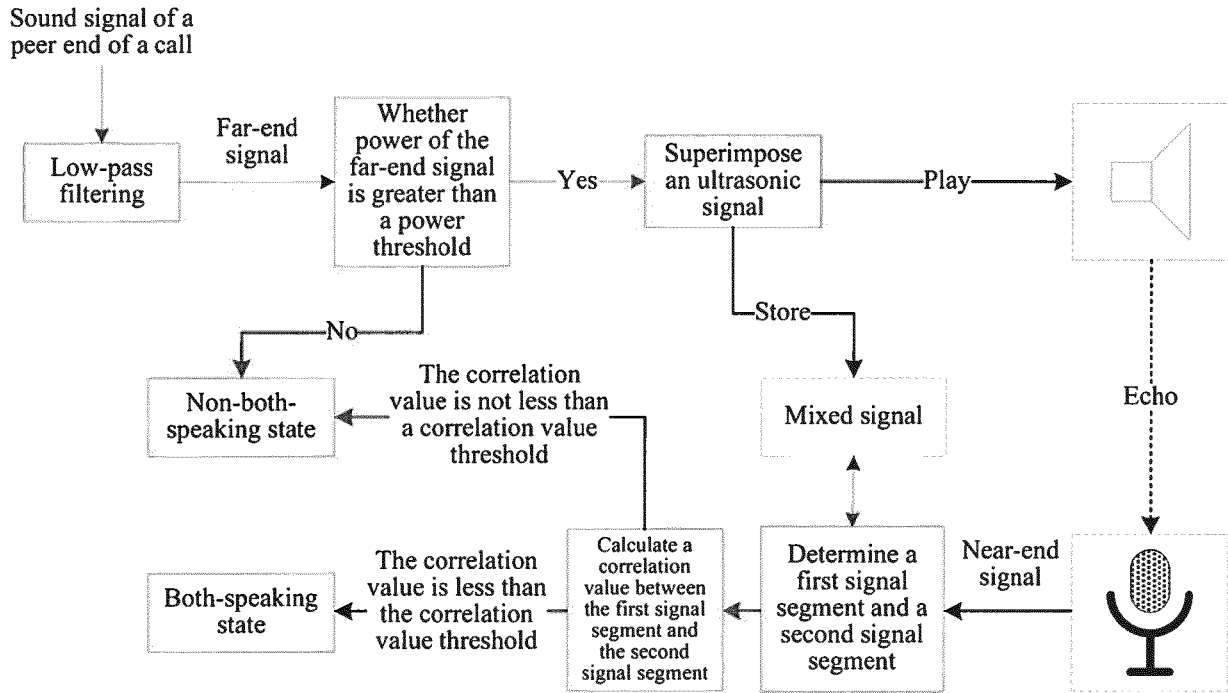 Sound signal of a
peer end of a call
Low-pass
filtering
Far-end
signal
Whether
power of the
far-end signal
is greater than
a power
threshold
Yes
Superimpose
an ultrasonic
signal
Play
No
Store
Echo
Non-both-
speaking state
The correlation
value is not less than
a correlation value
threshold
Mixed signal
Both-speaking
state
The correlation
value is less than
the correlation
value threshold
Calculate a
correlation
value between
the first signal
segment and
the second
signal segment
Determine a
first signal
segment and a
second signal
segment
Near-end
signal